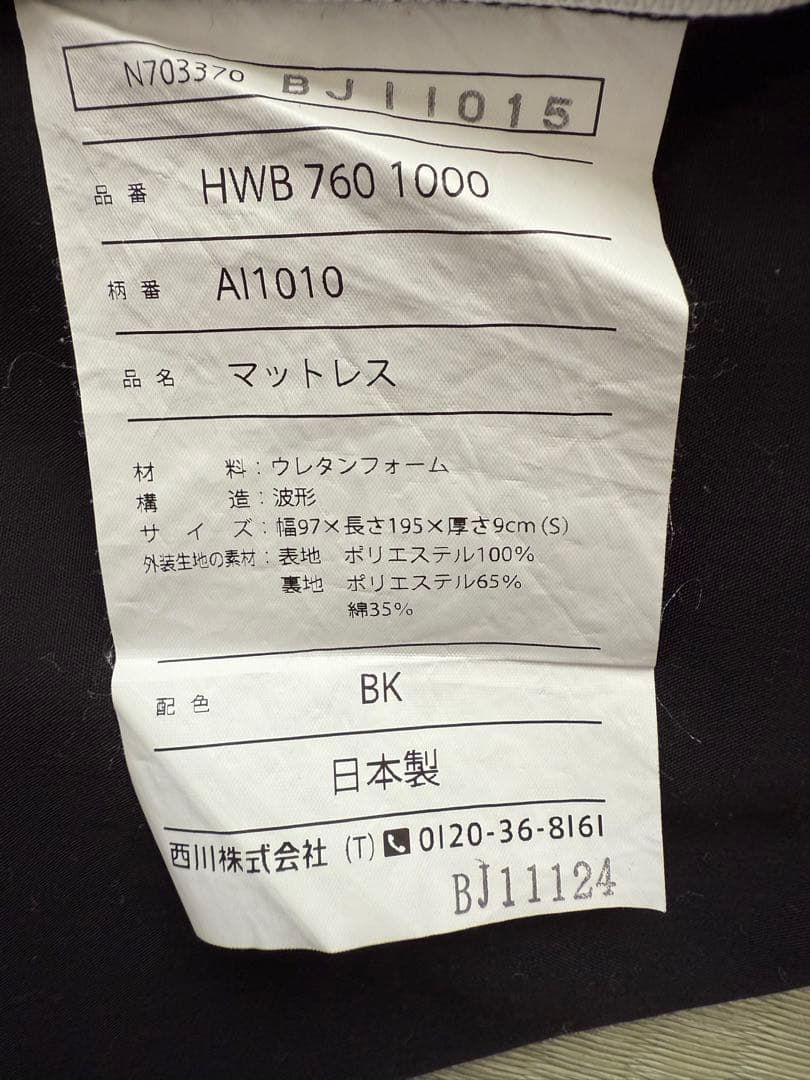 N703370 BJ11015
品番 HWB 760 1000
柄番 AI1010
品名 マットレス
材料：ウレタンフォーム
構造：波形
サイズ：幅97×長さ195×厚さ9cm（S）
外装生地の素材：表地 ポリエステル100%
裏地 ポリエステル65%
綿35%
配色 BK
日本製
西川株式会社 (T) 0120-36-8161
BJ11124